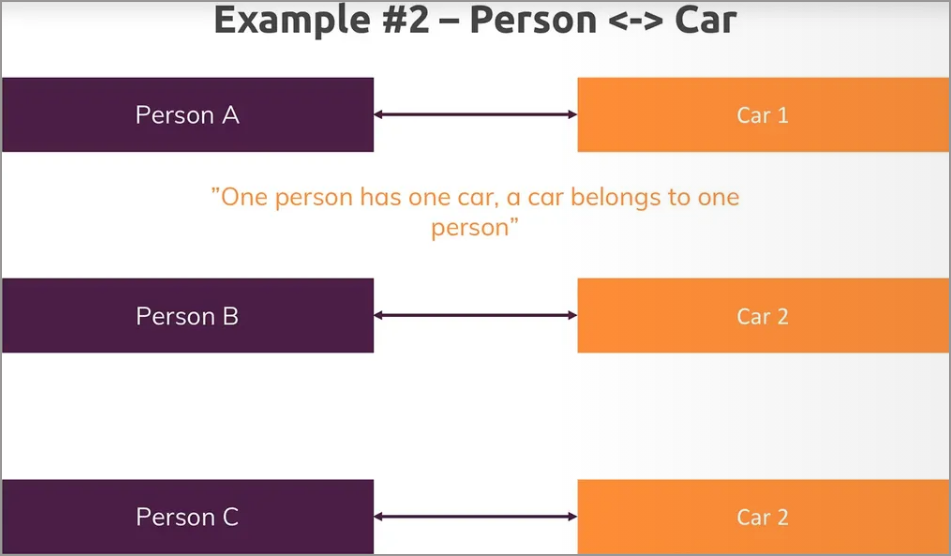 Example #2 – Person <-> Car
Person A
Car 1
”One person has one car, a car belongs to one
person”
Person B
Car 2
Person C
Car 2